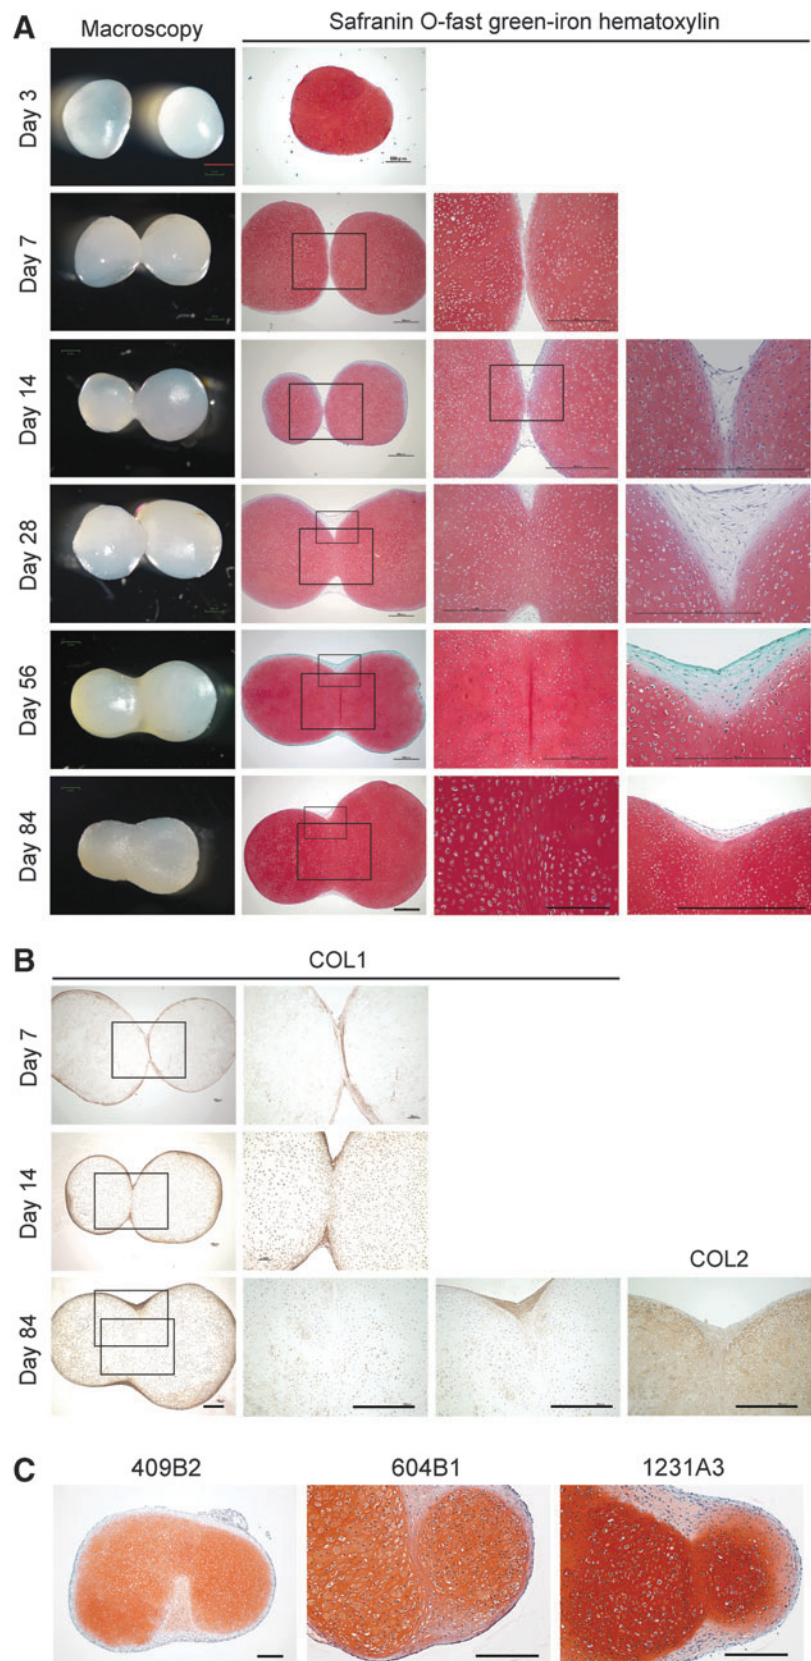 A
Macroscopy
Safranin O-fast green-iron hematoxylin
Day 3
Day 7
Day 14
Day 28
Day 56
Day 84
B
COL1
Day 7
Day 14
COL2
Day 84
C
409B2
604B1
1231A3